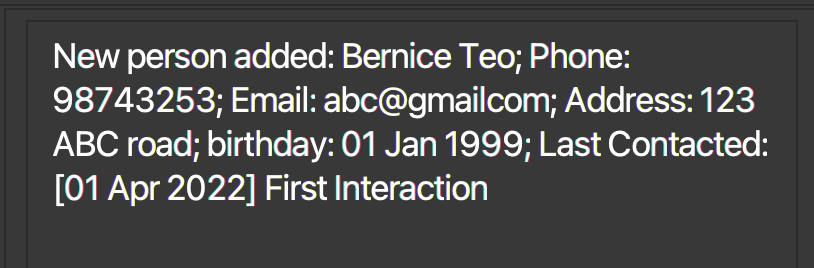 New person added: Bernice Teo; Phone:
98743253; Email: abc@gmailcom; Address: 123
ABC road; birthday: 01 Jan 1999; Last Contacted:
[01 Apr 2022] First Interaction